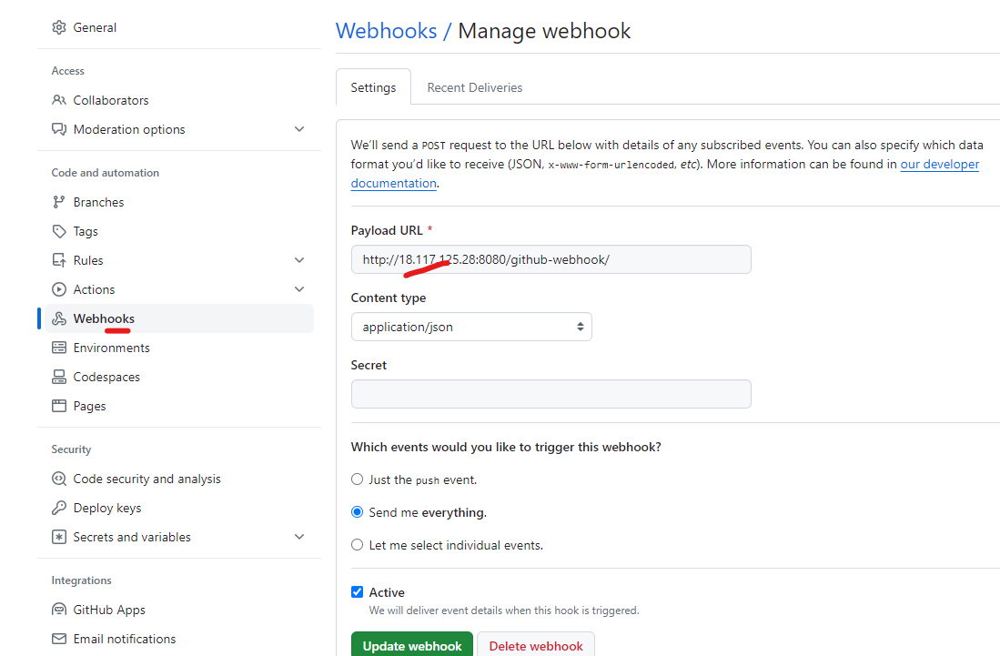 General
Access
Collaborators
Moderation options
Code and automation
Branches
Tags
Rules
Actions
Webhooks
Environments
Codespaces
Pages
Security
Code security and analysis
Deploy keys
Secrets and variables
Integrations
GitHub Apps
Email notifications
Webhooks / Manage webhook
Settings
Recent Deliveries
We'll send a POST request to the URL below with details of any subscribed events. You can also specify which data
format you'd like to receive (JSON, x-www-form-urlencoded, etc). More information can be found in our developer
documentation.
Payload URL *
http://18.117.125.28:8080/github-webhook/
Content type
application/json
Secret
Which events would you like to trigger this webhook?
Just the push event.
Send me everything.
Let me select individual events.
Active
We will deliver event details when this hook is triggered.
Update webhook
Delete webhook